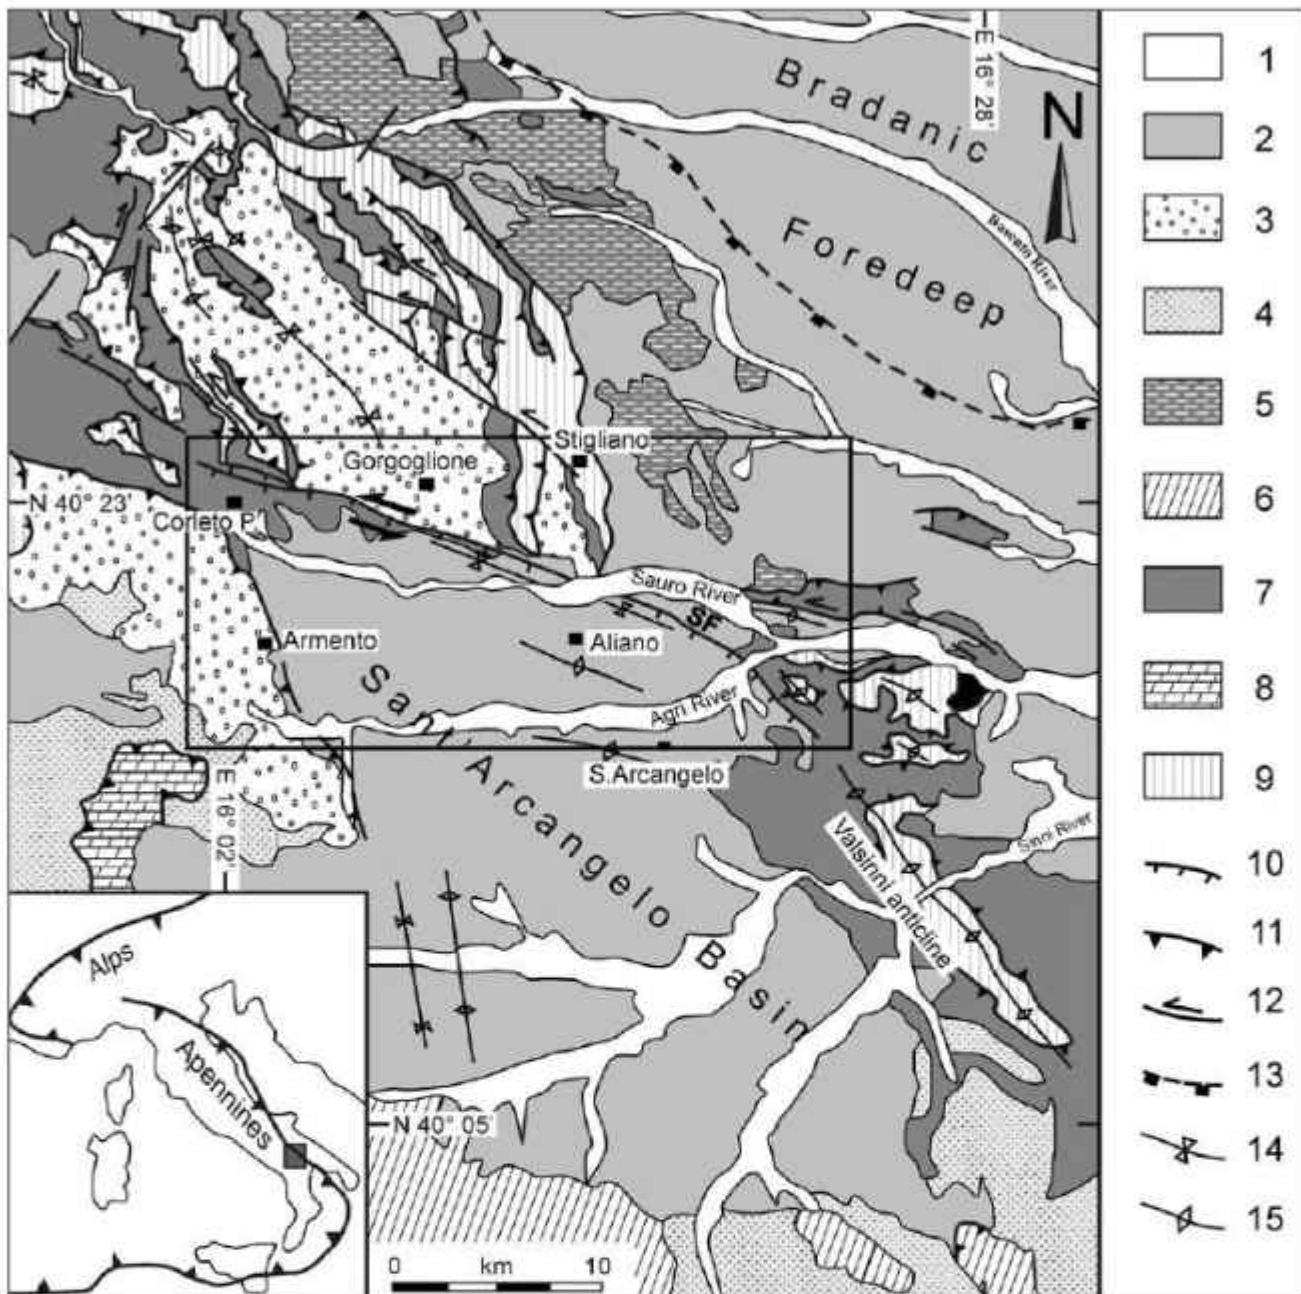 E 16° 28'
N
Bradanic
Foredeep
Basento River
Stigliano
Gorgoglione
N 40° 23'
Corleto P.
Sauro River
SF
Armento
Aliano
Agri River
S.Arcangelo
E 16° 02'
Sant'Arcangelo Basin
Valsinni anticline
Sinni River
N 40° 05'
0 km 10
Alps
Apennines
1
2
3
4
5
6
7
8
9
10
11
12
13
14
15